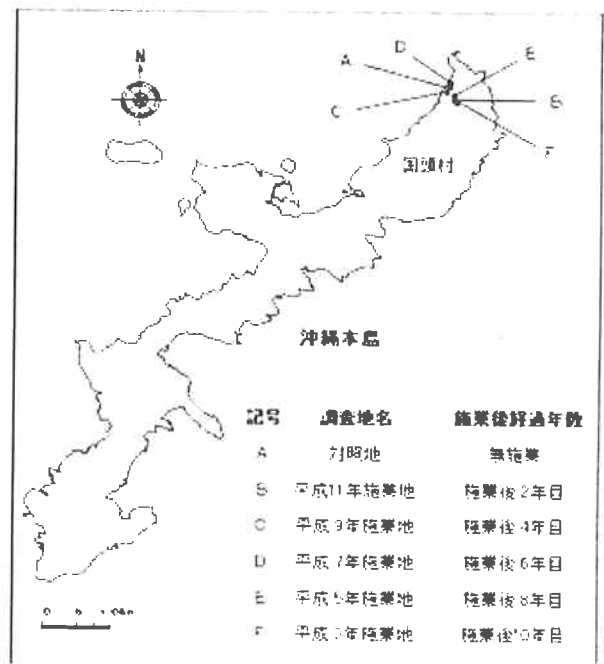 N
D
E
A
C
B
F
国頭村
沖縄本島
記号 調査地名 施業後経過年数
A 対照地 無施業
B 平成11年施業地 施業後2年目
C 平成9年施業地 施業後4年目
D 平成7年施業地 施業後6年目
E 平成5年施業地 施業後8年目
F 平成3年施業地 施業後10年目
0 5 10km